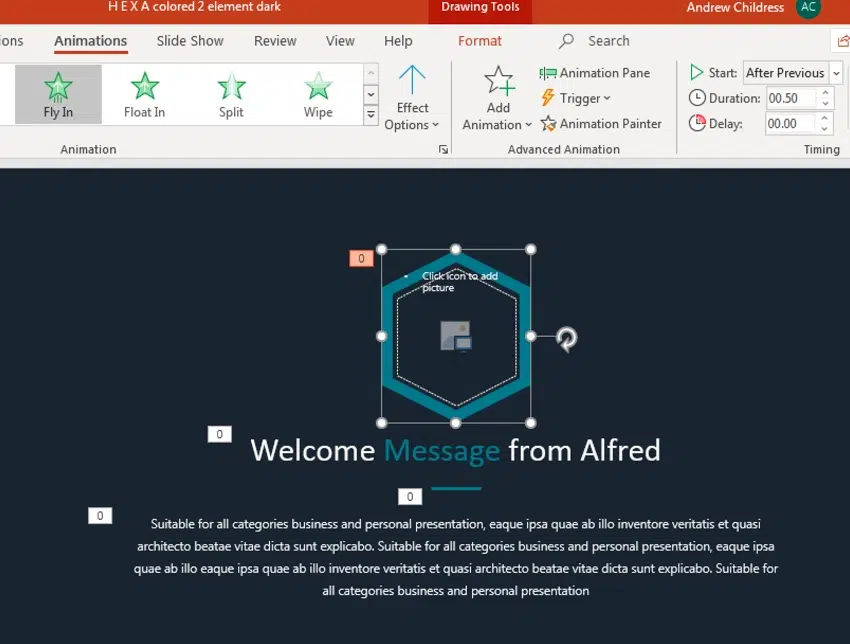 H E X A colored 2 element dark Drawing Tools Andrew Childress AC
ions Animations Slide Show Review View Help Format Search
Fly In Float In Split Wipe
Effect Options
Add Animation
Animation Pane
Trigger
Animation Painter
Start: After Previous
Duration: 00.50
Delay: 00.00
Animation Advanced Animation Timing
0
• Click icon to add
picture
0
Welcome Message from Alfred
0
0
Suitable for all categories business and personal presentation, eaque ipsa quae ab illo inventore veritatis et quasi
architecto beatae vitae dicta sunt explicabo. Suitable for all categories business and personal presentation, eaque ipsa
quae ab illo eaque ipsa quae ab illo inventore veritatis et quasi architecto beatae vitae dicta sunt explicabo. Suitable for
all categories business and personal presentation